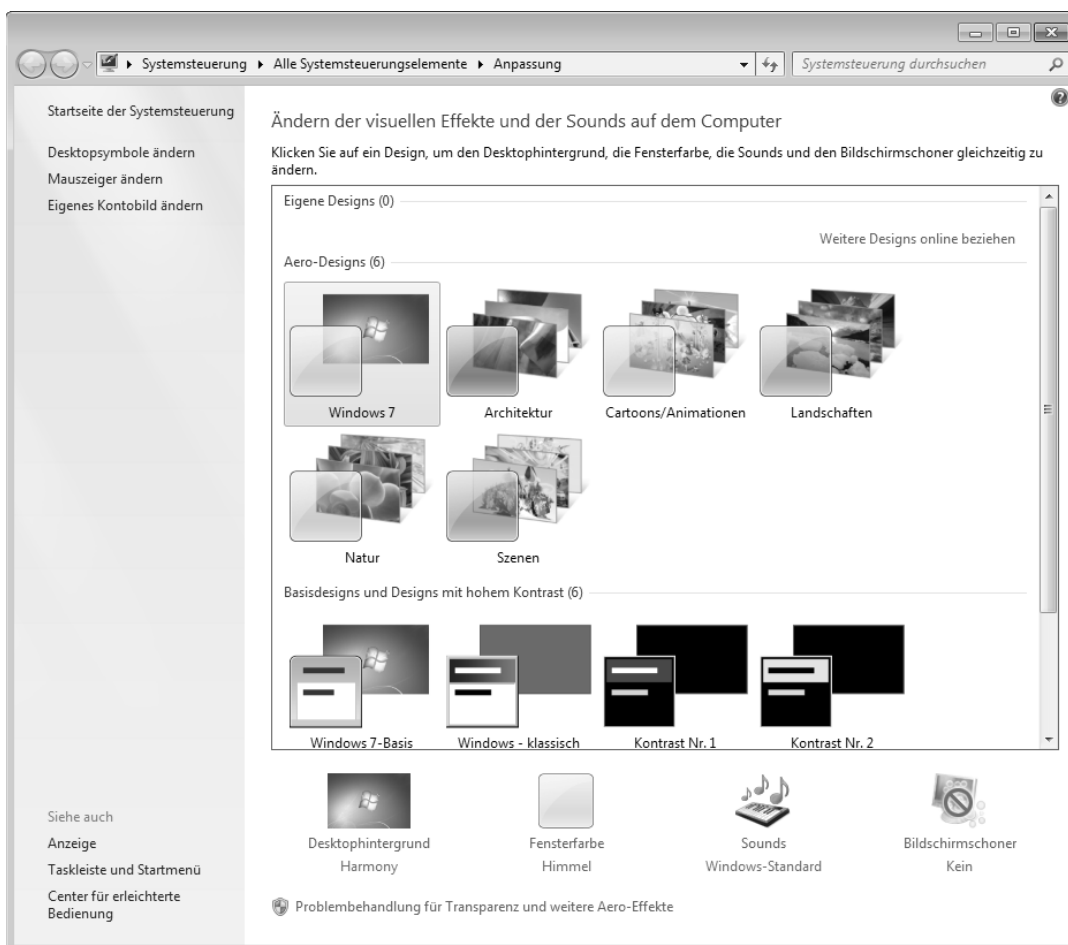 Systemsteuerung ▸ Alle Systemsteuerungselemente ▸ Anpassung
Systemsteuerung durchsuchen
Startseite der Systemsteuerung
Desktopsymbole ändern
Mauszeiger ändern
Eigenes Kontobild ändern
Ändern der visuellen Effekte und der Sounds auf dem Computer
Klicken Sie auf ein Design, um den Desktophintergrund, die Fensterfarbe, die Sounds und den Bildschirmschoner gleichzeitig zu
ändern.
Eigene Designs (0)
Weitere Designs online beziehen
Aero-Designs (6)
Windows 7
Architektur
Cartoons/Animationen
Landschaften
Natur
Szenen
Basisdesigns und Designs mit hohem Kontrast (6)
Windows 7-Basis
Windows - klassisch
Kontrast Nr. 1
Kontrast Nr. 2
Desktophintergrund
Harmony
Fensterfarbe
Himmel
Sounds
Windows-Standard
Bildschirmschoner
Kein
Siehe auch
Anzeige
Taskleiste und Startmenü
Center für erleichterte
Bedienung
Problembehandlung für Transparenz und weitere Aero-Effekte